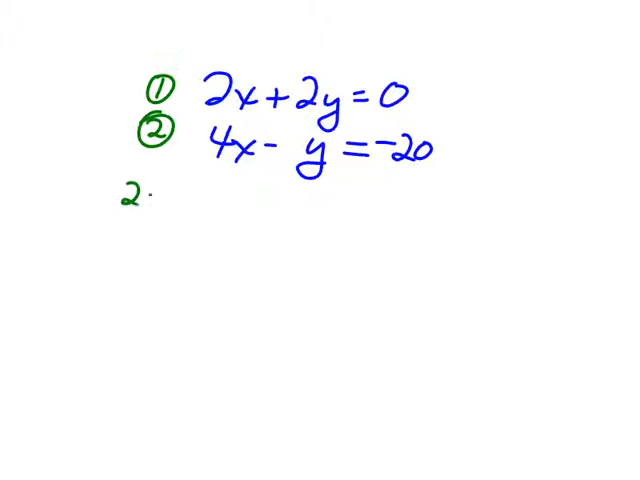 ① 2x + 2y = 0
② 4x - y = -20
2 ·